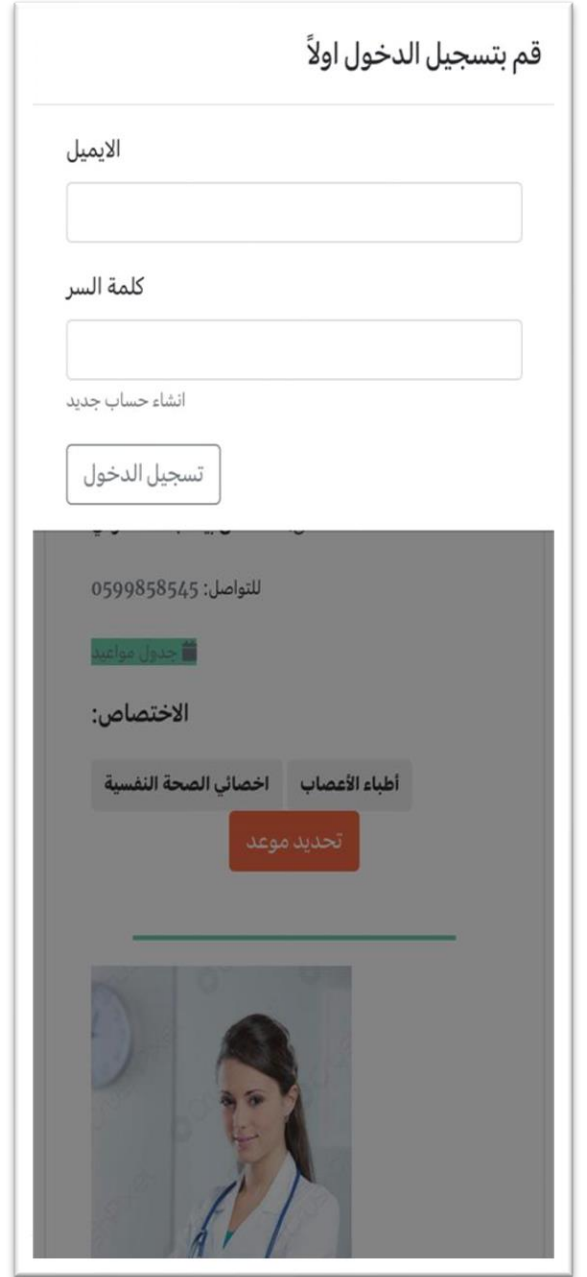 قم بتسجيل الدخول اولاً
الايميل
كلمة السر
انشاء حساب جديد
تسجيل الدخول
للتواصل: 0599858545
جدول مواعيد
الاختصاص:
أطباء الأعصاب اخصائي الصحة النفسية
تحديد موعد